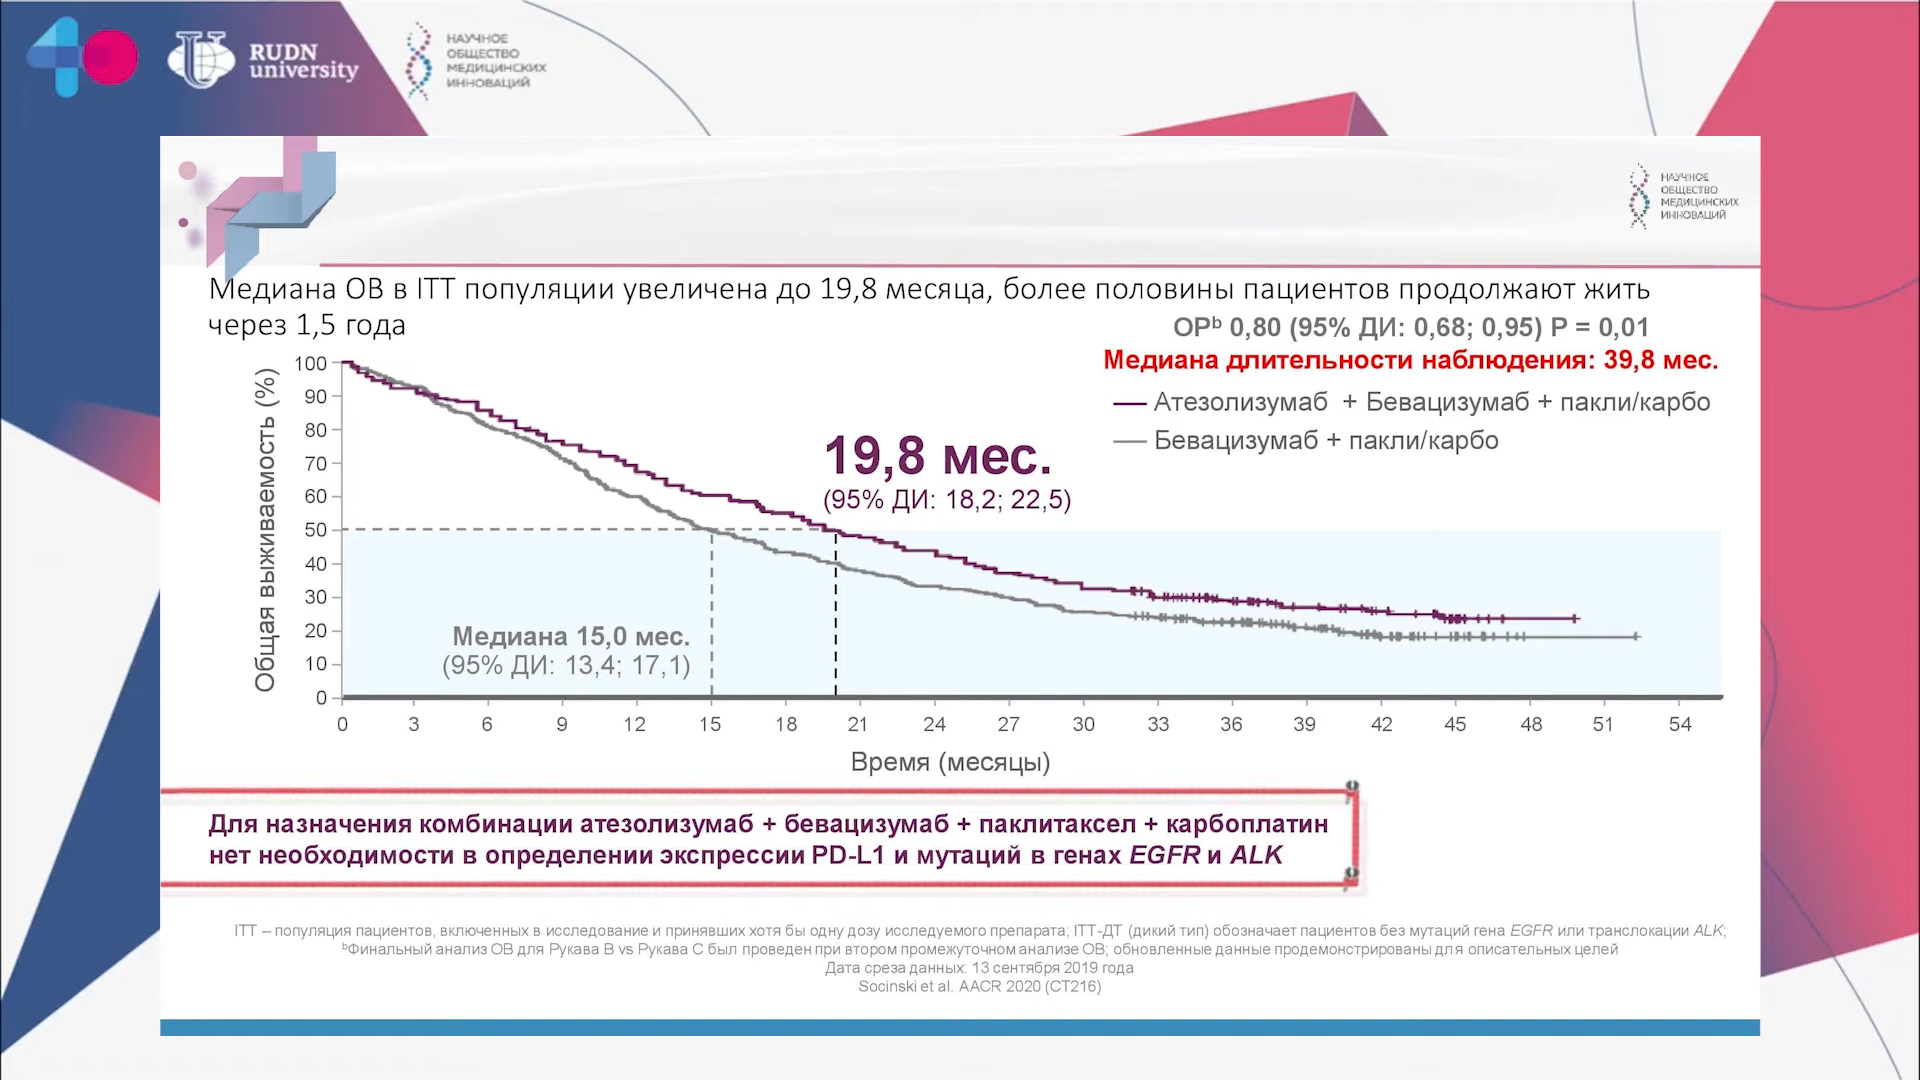 RUDN
university
НАУЧНОЕ
ОБЩЕСТВО
МЕДИЦИНСКИХ
ИННОВАЦИЙ
НАУЧНОЕ
ОБЩЕСТВО
МЕДИЦИНСКИХ
ИННОВАЦИЙ
Медиана ОВ в ITT популяции увеличена до 19,8 месяца, более половины пациентов продолжают жить
через 1,5 года
ОРᵇ 0,80 (95% ДИ: 0,68; 0,95) P = 0,01
Медиана длительности наблюдения: 39,8 мес.
Атезолизумаб + Бевацизумаб + пакли/карбо
Бевацизумаб + пакли/карбо
Общая выживаемость (%)
100
90
80
70
60
50
40
30
20
10
0
19,8 мес.
(95% ДИ: 18,2; 22,5)
Медиана 15,0 мес.
(95% ДИ: 13,4; 17,1)
0 3 6 9 12 15 18 21 24 27 30 33 36 39 42 45 48 51 54
Время (месяцы)
Для назначения комбинации атезолизумаб + бевацизумаб + паклитаксел + карбоплатин
нет необходимости в определении экспрессии PD-L1 и мутаций в генах EGFR и ALK
ITT – популяция пациентов, включенных в исследование и принявших хотя бы одну дозу исследуемого препарата; ITT-ДТ (дикий тип) обозначает пациентов без мутаций гена EGFR или транслокации ALK;
ᵇФинальный анализ ОВ для Рукава B vs Рукава C был проведен при втором промежуточном анализе ОВ; обновленные данные продемонстрированы для описательных целей
Дата среза данных: 13 сентября 2019 года
Socinski et al. AACR 2020 (CT216)